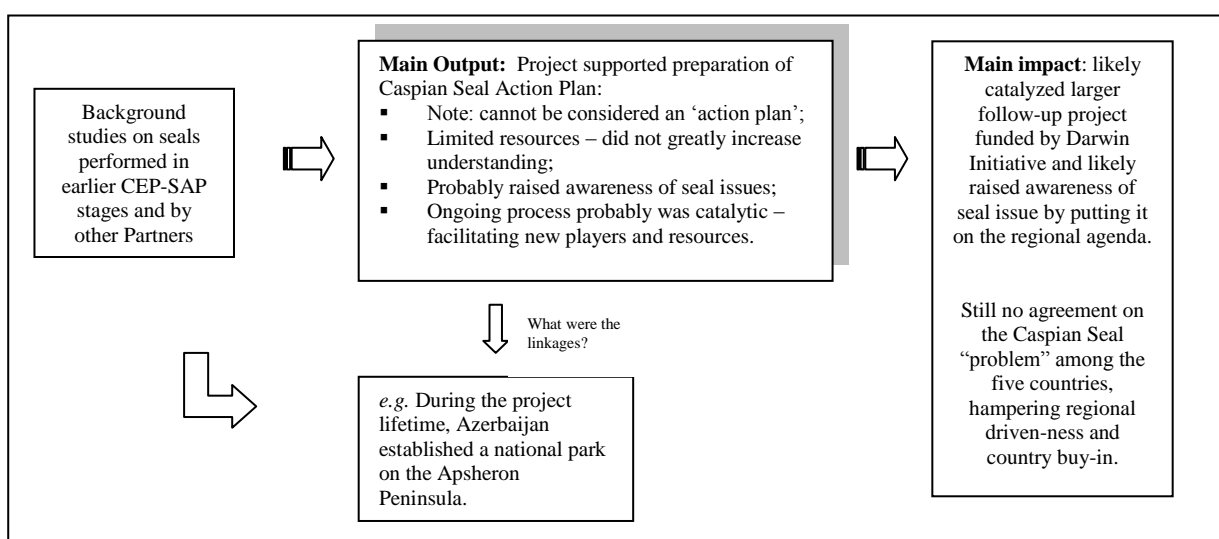 Background
studies on seals
performed in
earlier CEP-SAP
stages and by
other Partners
Main Output: Project supported preparation of
Caspian Seal Action Plan:
▪ Note: cannot be considered an ‘action plan’;
▪ Limited resources – did not greatly increase
understanding;
▪ Probably raised awareness of seal issues;
▪ Ongoing process probably was catalytic –
facilitating new players and resources.
What were the
linkages?
e.g. During the project
lifetime, Azerbaijan
established a national park
on the Apsheron
Peninsula.
Main impact: likely
catalyzed larger
follow-up project
funded by Darwin
Initiative and likely
raised awareness of
seal issue by putting it
on the regional agenda.
Still no agreement on
the Caspian Seal
“problem” among the
five countries,
hampering regional
driven-ness and
country buy-in.